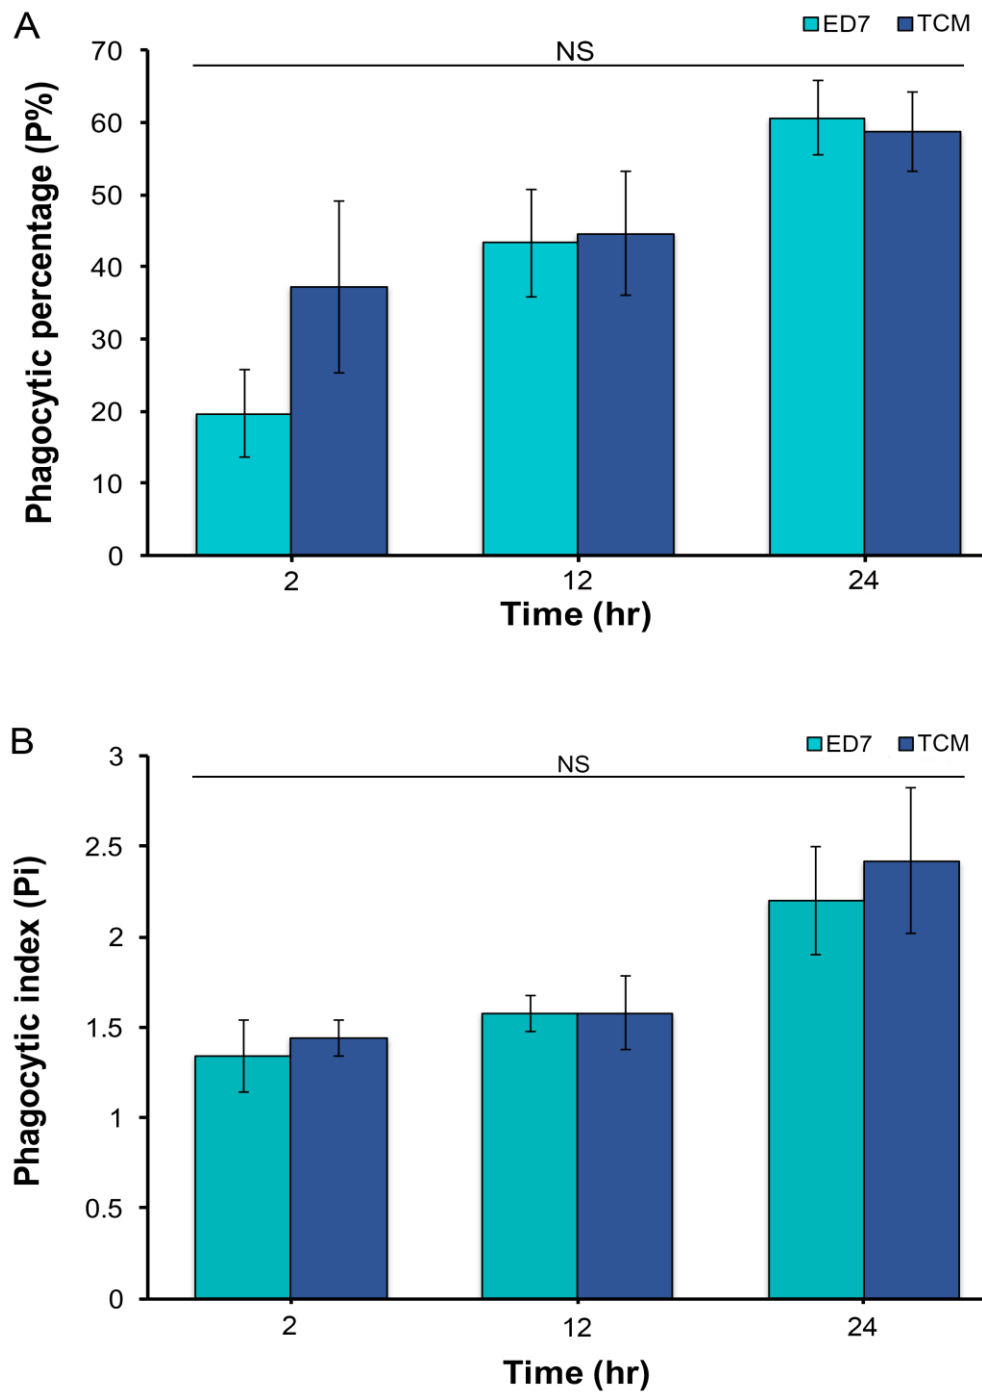 A
ED7 TCM
NS
70
60
50
40
30
20
10
0
Phagocytic percentage (P%)
2 12 24
Time (hr)
B
ED7 TCM
NS
3
2.5
2
1.5
1
0.5
0
Phagocytic index (Pi)
2 12 24
Time (hr)